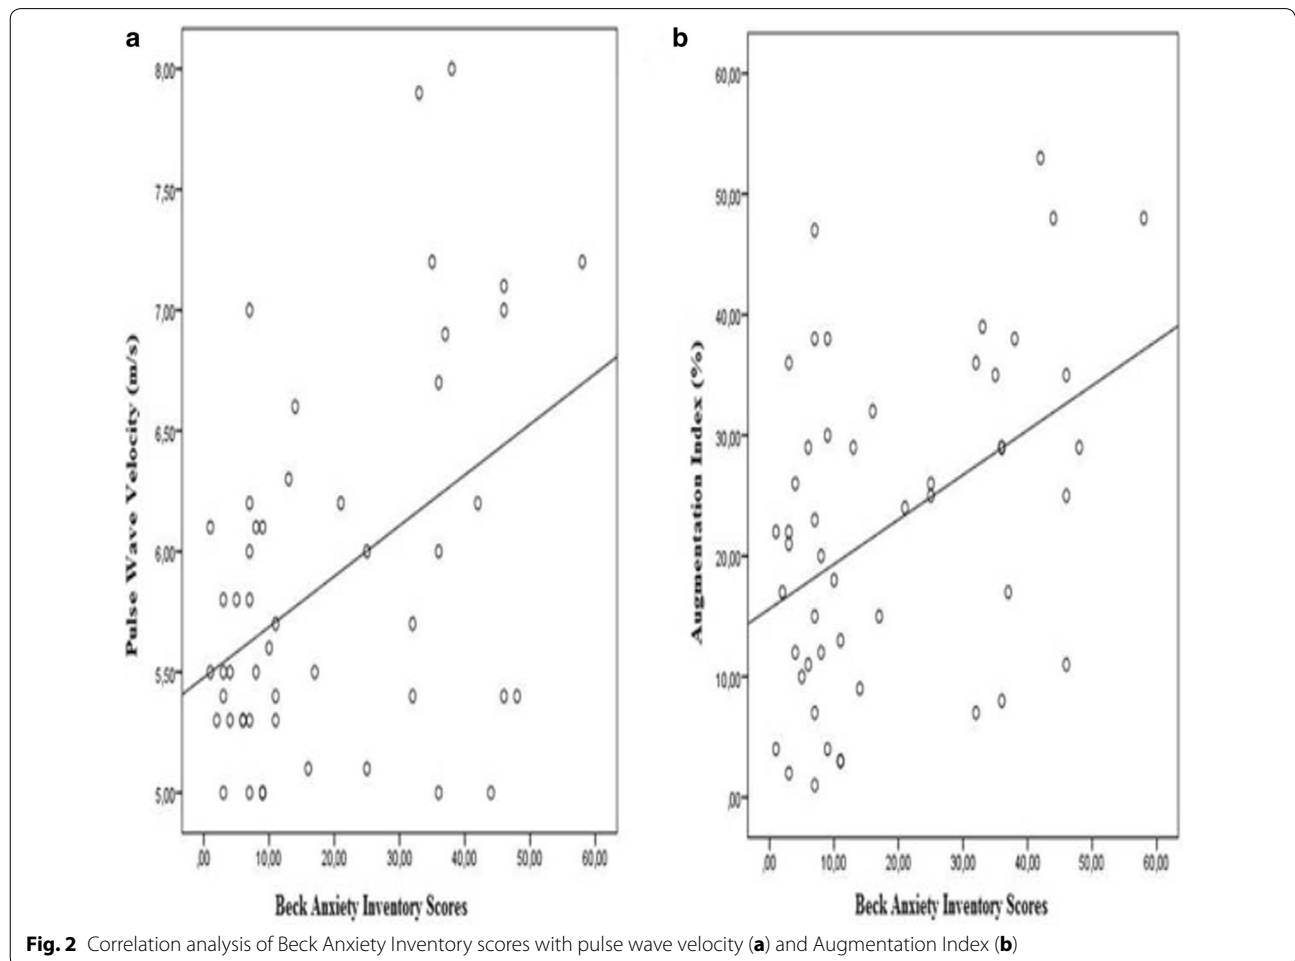 a
b
8,00
7,50
7,00
6,50
6,00
5,50
5,00
Pulse Wave Velocity (m/s)
,00 10,00 20,00 30,00 40,00 50,00 60,00
Beck Anxiety Inventory Scores
60,00
50,00
40,00
30,00
20,00
10,00
,00
Augmentation Index (%)
,00 10,00 20,00 30,00 40,00 50,00 60,00
Beck Anxiety Inventory Scores
Fig. 2 Correlation analysis of Beck Anxiety Inventory scores with pulse wave velocity (a) and Augmentation Index (b)